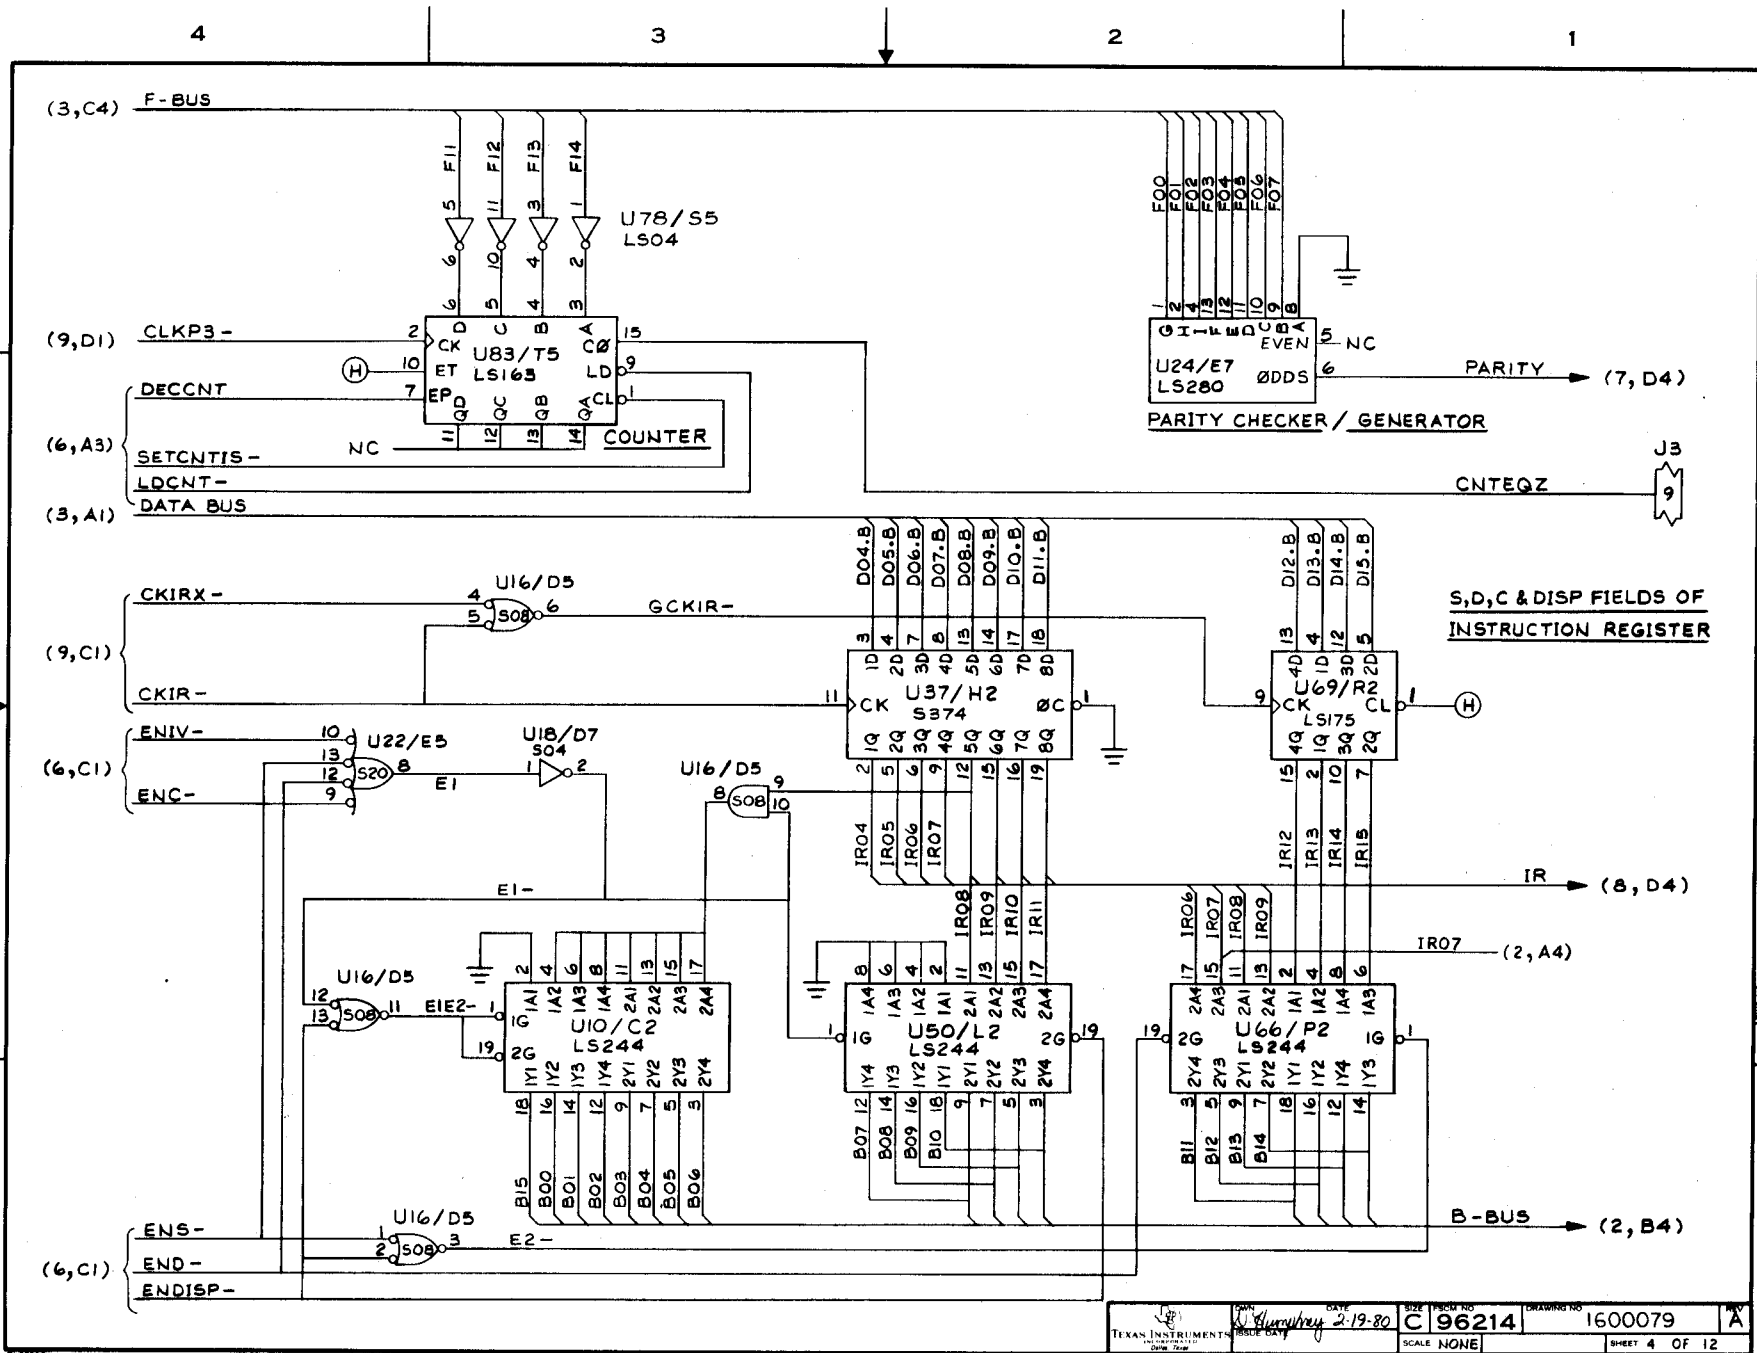 4 3 2 1
(3,C4) F-BUS
F11 F12 F13 F14
5 11 3 1
U78/S5
LS04
6 10 4 2
6 5 4 3
D C B A
(9,D1) CLKP3- 2 CK CØ 15
U83/T5
LS163
H 10 ET LD 9
DECCNT 7 EP CL 1
QD QC QB QA
11 12 13 14
NC
COUNTER
(6,A3)
SETCNT15-
LDCNT-
F00 F01 F02 F03 F04 F05 F06 F07
1 2 4 13 12 11 10 9 8
G H I F E D C B A
EVEN 5 NC
U24/E7
LS280
ØDDS 6 PARITY (7,D4)
PARITY CHECKER / GENERATOR
J3
CNTEQZ 9
(3,A1) DATA BUS
D04.B D05.B D06.B D07.B D08.B D09.B D10.B D11.B
D12.B D13.B D14.B D15.B
S,D,C & DISP FIELDS OF
INSTRUCTION REGISTER
CKIRX- 4
U16/D5
5 S08 6 GCKIR-
(9,C1)
CKIR-
3 4 7 8 13 14 17 18
1D 2D 3D 4D 5D 6D 7D 8D
11 CK U37/H2 ØC 1
S374
1Q 2Q 3Q 4Q 5Q 6Q 7Q 8Q
2 5 6 9 12 15 16 19
13 4 12 5
4D 1D 3D 2D
U69/R2
9 CK CL 1 H
LS175
4Q 1Q 3Q 2Q
15 2 10 7
ENIV- 10
U22/E5
13
12 S20 8 E1
9
(6,C1)
ENC-
U18/D7
S04
1 2
U16/D5
8 S08 9
10
IR04 IR05 IR06 IR07
IR12 IR13 IR14 IR15
IR (8,D4)
E1-
IR08 IR09 IR10 IR11
IR06 IR07 IR08 IR09
IR07 (2,A4)
U16/D5
12
13 S08 11 E1E2-
2 4 6 8 11 13 15 17
1A1 1A2 1A3 1A4 2A1 2A2 2A3 2A4
1 1G U10/C2
LS244
19 2G
1Y1 1Y2 1Y3 1Y4 2Y1 2Y2 2Y3 2Y4
18 16 14 12 9 7 5 3
B15 B00 B01 B02 B03 B04 B05 B06
8 6 4 2 11 13 15 17
1A4 1A3 1A2 1A1 2A1 2A2 2A3 2A4
1 1G U50/L2 2G 19
LS244
1Y4 1Y3 1Y2 1Y1 2Y1 2Y2 2Y3 2Y4
12 14 16 18 9 7 5 3
B07 B08 B09 B10
17 15 11 13 2 4 8 6
2A4 2A3 2A1 2A2 1A1 1A2 1A4 1A3
19 2G U66/P2 1G 1
LS244
2Y4 2Y3 2Y1 2Y2 1Y1 1Y2 1Y4 1Y3
3 5 9 7 18 16 12 14
B11 B12 B13 B14
B-BUS (2,B4)
ENS- 1
U16/D5
2 S08 3 E2-
(6,C1)
END-
ENDISP-
TEXAS INSTRUMENTS
INCORPORATED
Dallas, Texas
DWN DATE
D. Humphrey 2-19-80
ISSUE DATE
SIZE C FSCM NO 96214 DRAWING NO 1600079 REV A
SCALE NONE SHEET 4 OF 12